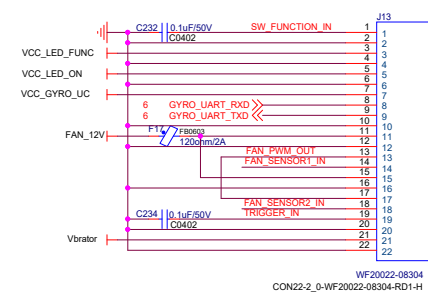 J13
C232 0.1uF/50V SW_FUNCTION_IN 1 1
C0402 2 2
VCC_LED_FUNC 3 3
4 4
VCC_LED_ON 5 5
6 6
VCC_GYRO_UC 7 7
6 GYRO_UART_RXD 8 8
6 GYRO_UART_TXD 9 9
10 10
FAN_12V F17 FB0603 11 11
120ohm/2A 12 12
FAN_PWM_OUT 13 13
FAN_SENSOR1_IN 14 14
15 15
16 16
17 17
FAN_SENSOR2_IN 18 18
C234 0.1uF/50V TRIGGER_IN 19 19
C0402 20 20
Vbrator 21 21
22 22
WF20022-08304
CON22-2_0-WF20022-08304-RD1-H